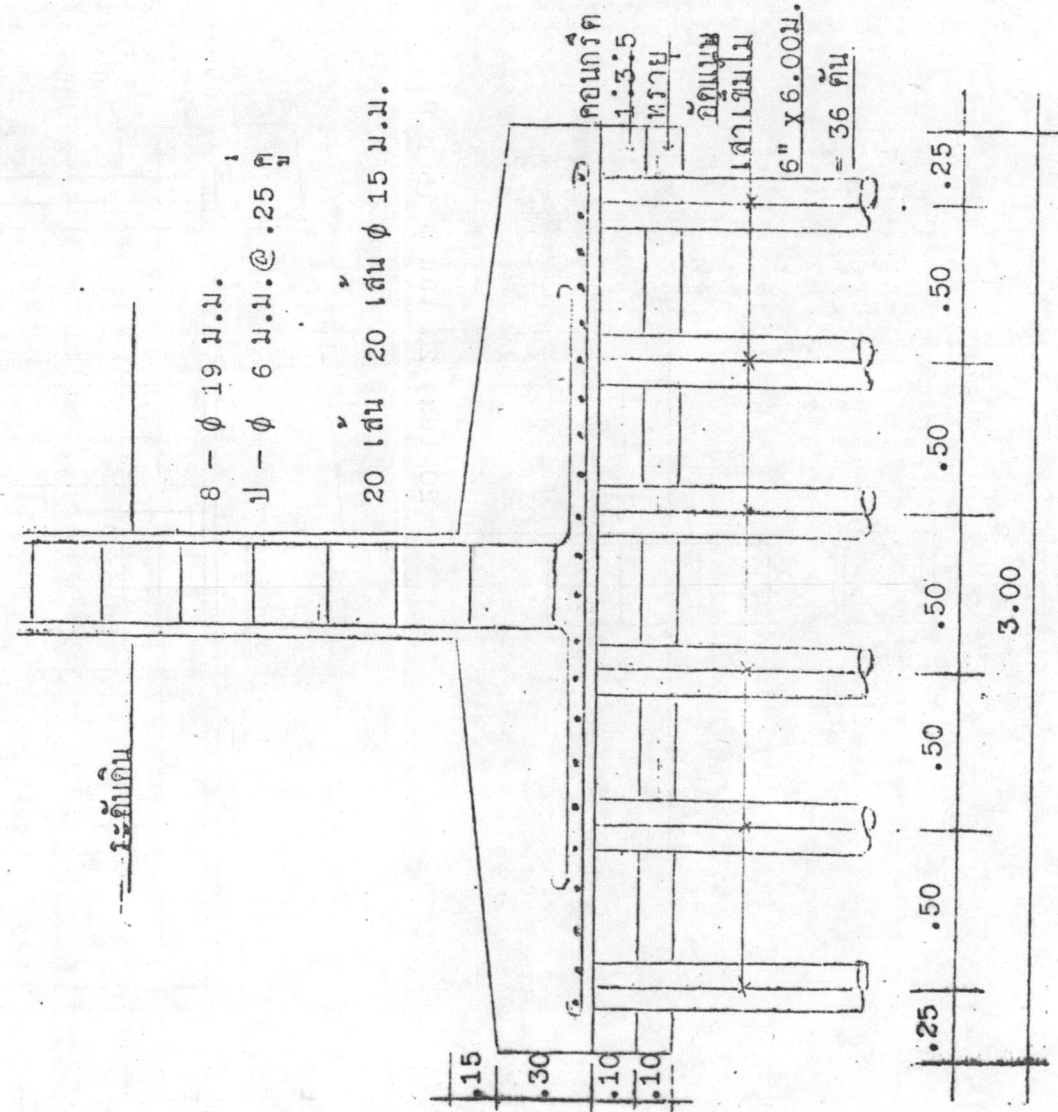 ระดับดิน
8 - φ 19 ม.ม.
ป - φ 6 ม.ม.@ .25 คู่
20 เส้น 20 เส้น φ 15 ม.ม.
คอนกรีต
1:3:5
ทราย
อัดแน่น
เสาเข็มไม้
6" X 6.00ม.
= 36 ต้น
.15
.30
.10
.10
.25 .50 .50 .50 .50 .50 .25
3.00